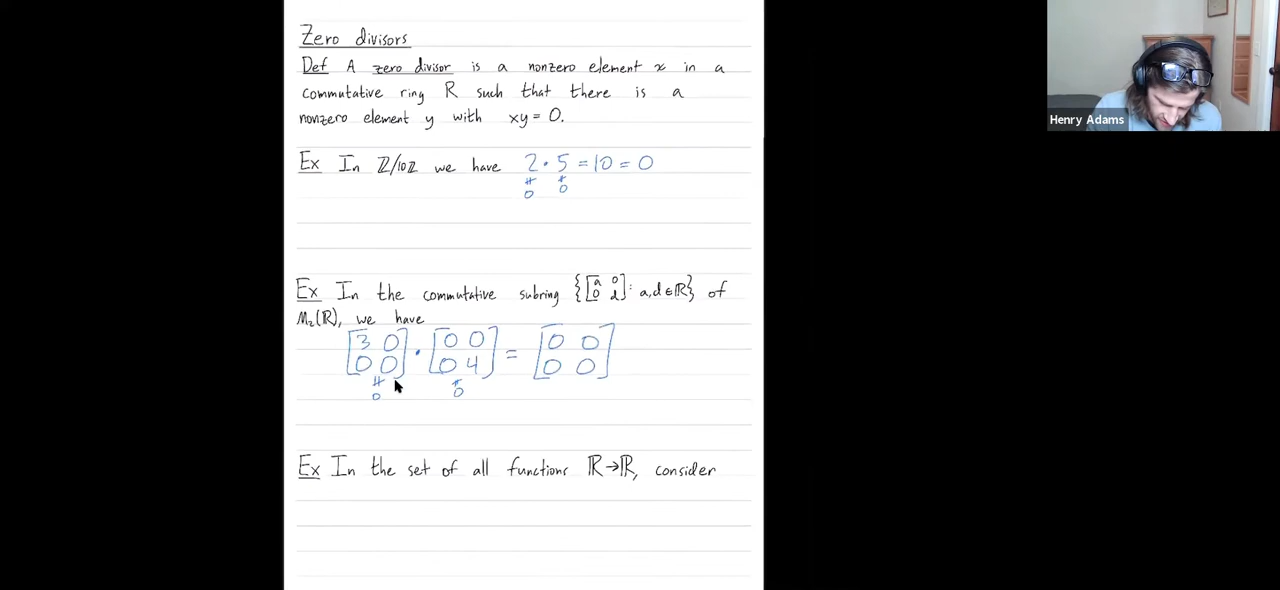 Zero divisors
Def A zero divisor is a nonzero element x in a
commutative ring R such that there is a
nonzero element y with xy = 0.
Ex In ℤ/10ℤ we have 2 · 5 = 10 = 0
≠ ≠
0 0
Ex In the commutative subring {[a 0; 0 d] : a, d ∈ ℝ} of
M₂(ℝ), we have
[3 0; 0 0] · [0 0; 0 4] = [0 0; 0 0]
≠ ≠
0 0
Ex In the set of all functions ℝ→ℝ, consider
Henry Adams